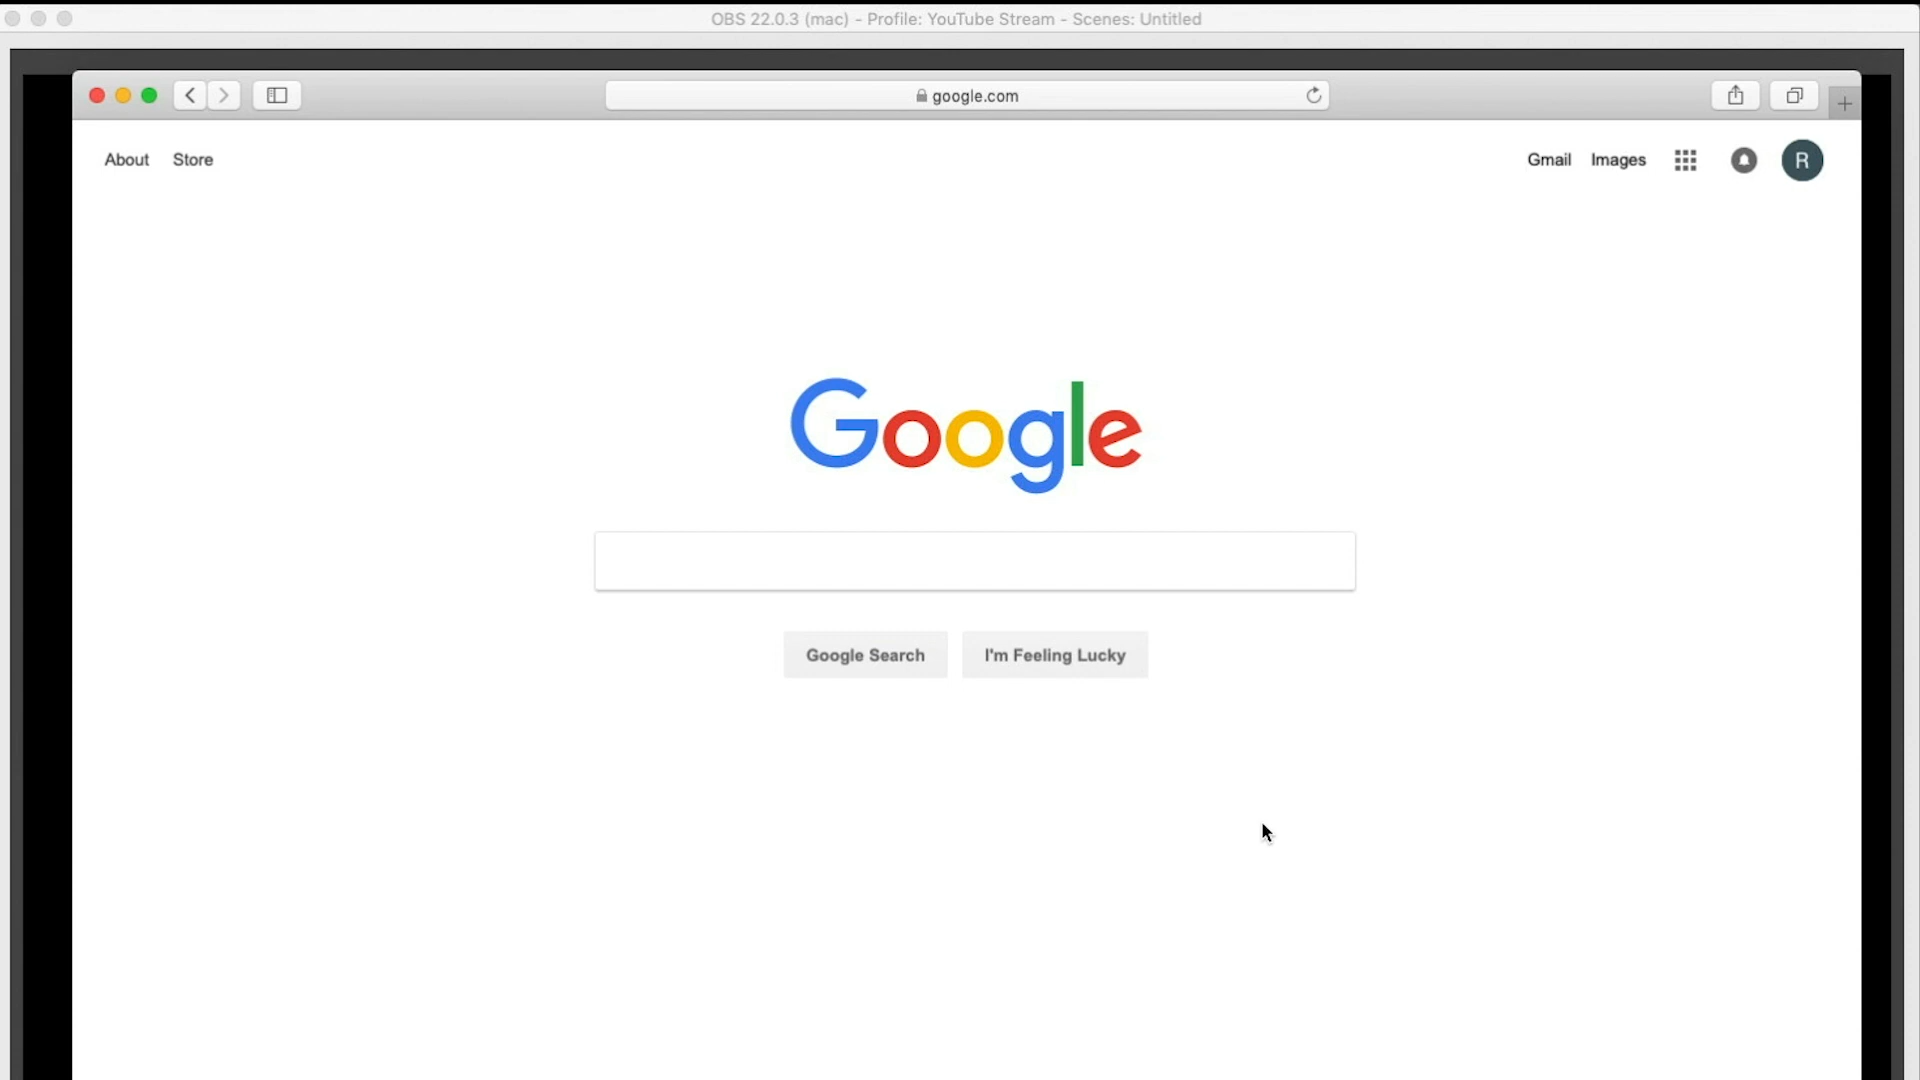 OBS 22.0.3 (mac) - Profile: YouTube Stream - Scenes: Untitled
google.com
About Store Gmail Images R
Google
Google Search I'm Feeling Lucky